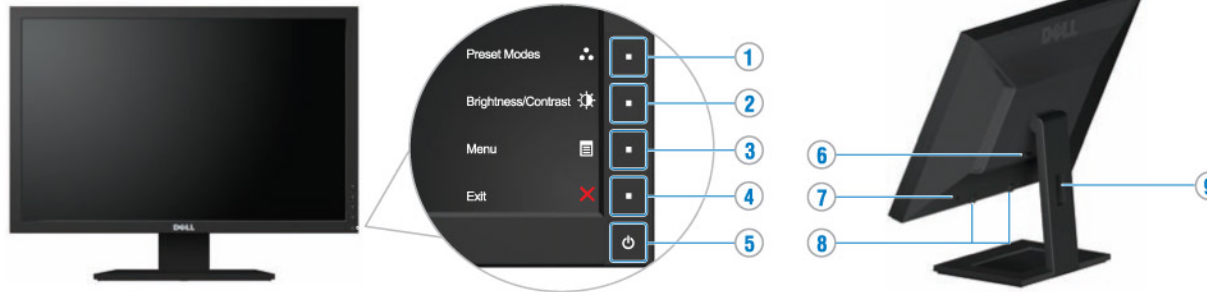 DELL
Preset Modes
Brightness/Contrast
Menu
Exit
1
2
3
4
5
DELL
6
7
8
9